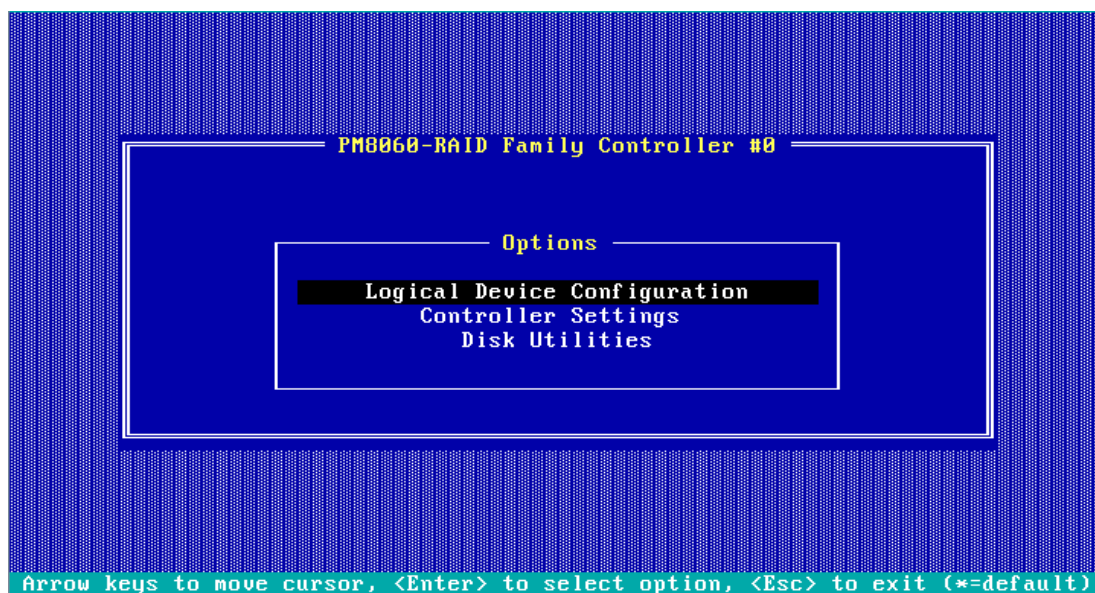 PM8060-RAID Family Controller #0
Options
Logical Device Configuration
Controller Settings
Disk Utilities
Arrow keys to move cursor, <Enter> to select option, <Esc> to exit (*=default)